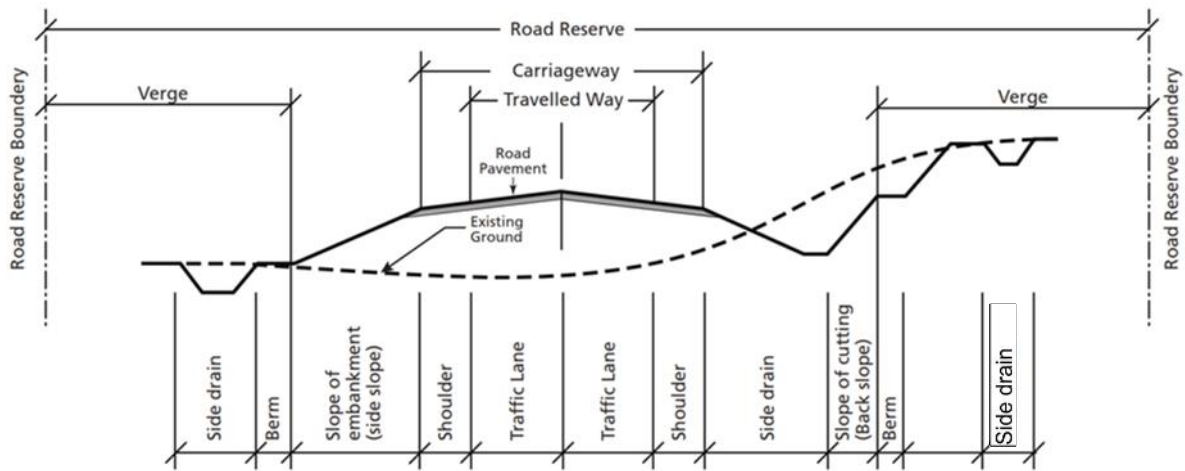 Road Reserve
Carriageway
Verge
Travelled Way
Verge
Road Reserve Boundery
Road Reserve Boundery
Road
Pavement
Existing
Ground
Side drain
Berm
Slope of
embankment
(side slope)
Shoulder
Traffic Lane
Traffic Lane
Shoulder
Side drain
Slope of cutting
(Back slope)
Berm
Side drain